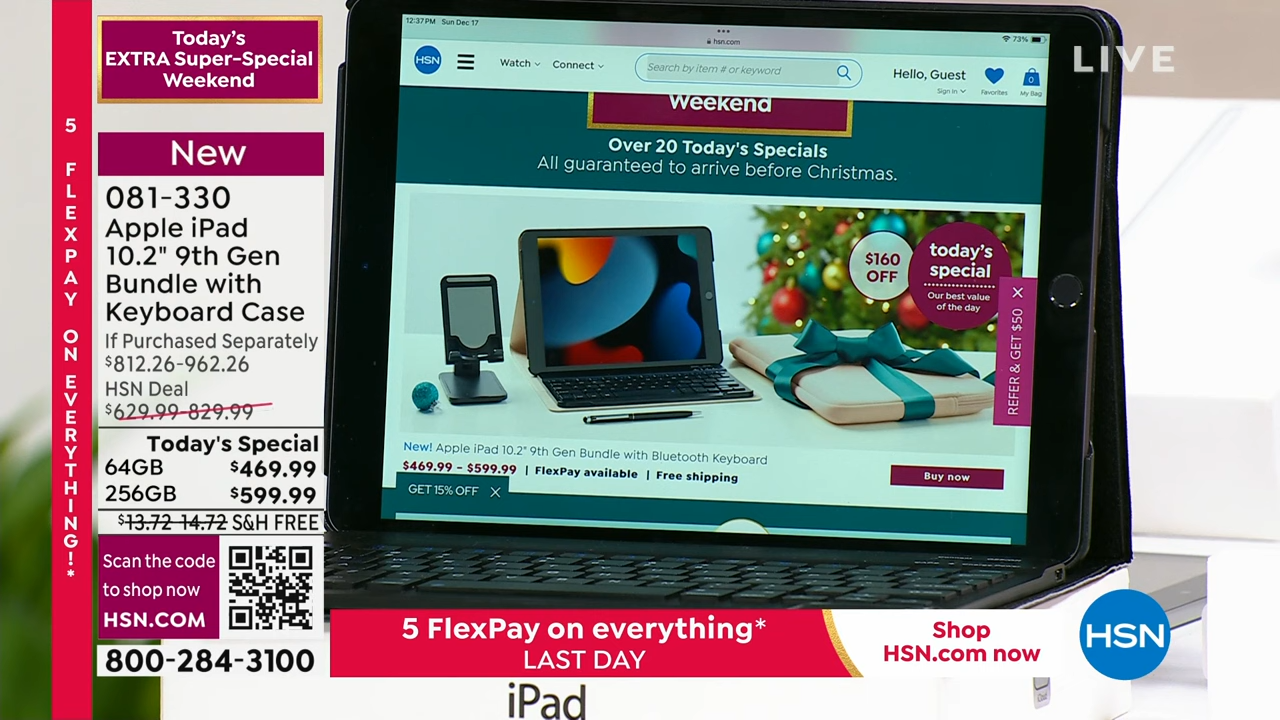 5 FLEXPAY ON EVERYTHING!*
Today's
EXTRA Super-Special
Weekend
New
081-330
Apple iPad
10.2" 9th Gen
Bundle with
Keyboard Case
If Purchased Separately
$812.26-962.26
HSN Deal
$629.99-829.99
Today's Special
64GB $469.99
256GB $599.99
$13.72-14.72 S&H FREE
Scan the code
to shop now
HSN.COM
800-284-3100
12:37 PM Sun Dec 17
hsn.com
73%
HSN
Watch
Connect
Search by item # or keyword
Hello, Guest
Sign In
Favorites
0
My Bag
Weekend
Over 20 Today's Specials
All guaranteed to arrive before Christmas.
$160
OFF
today's
special
Our best value
of the day
REFER & GET $50 X
New! Apple iPad 10.2" 9th Gen Bundle with Bluetooth Keyboard
$469.99 - $599.99 | FlexPay available | Free shipping
Buy now
GET 15% OFF X
LIVE
5 FlexPay on everything*
LAST DAY
Shop
HSN.com now
HSN
iPad